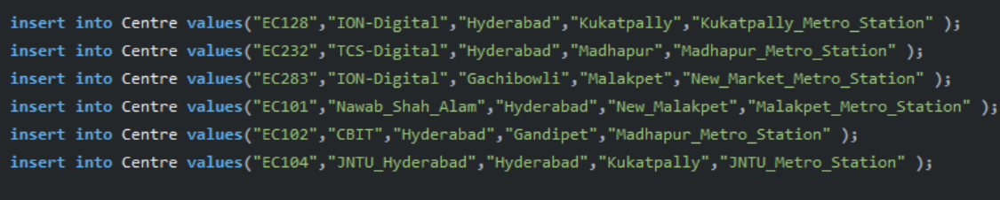 insert into Centre values("EC128","ION-Digital","Hyderabad","Kukatpally","Kukatpally_Metro_Station" );
insert into Centre values("EC232","TCS-Digital","Hyderabad","Madhapur","Madhapur_Metro_Station" );
insert into Centre values("EC283","ION-Digital","Gachibowli","Malakpet","New_Market_Metro_Station" );
insert into Centre values("EC101","Nawab_Shah_Alam","Hyderabad","New_Malakpet","Malakpet_Metro_Station" );
insert into Centre values("EC102","CBIT","Hyderabad","Gandipet","Madhapur_Metro_Station" );
insert into Centre values("EC104","JNTU_Hyderabad","Hyderabad","Kukatpally","JNTU_Metro_Station" );